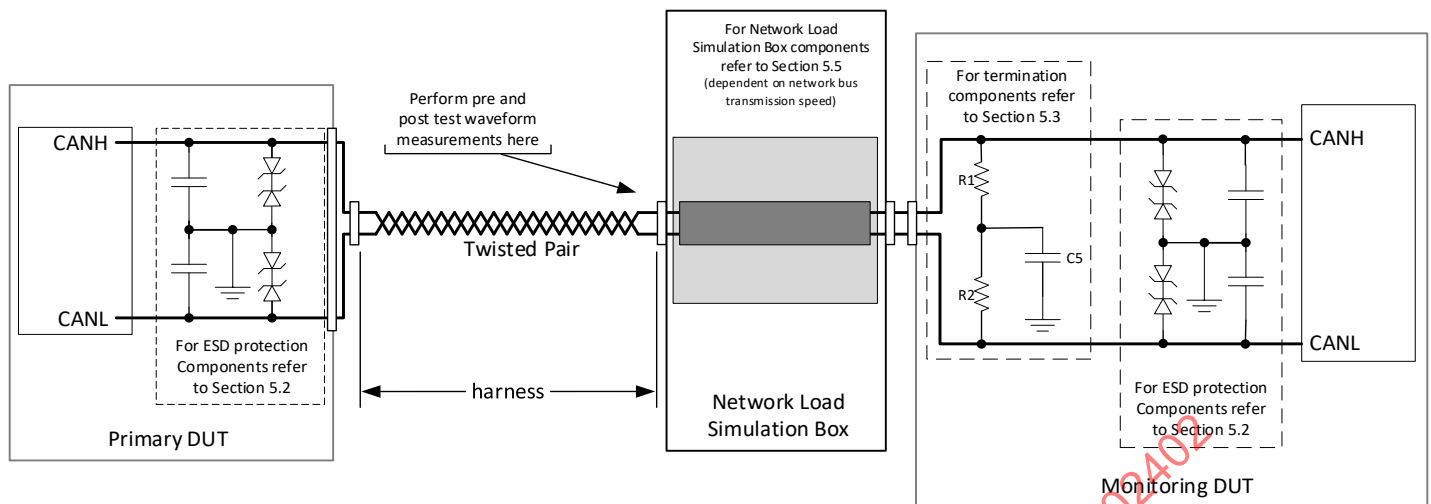 CANH
CANL
For ESD protection
Components refer
to Section 5.2
Primary DUT
Perform pre and
post test waveform
measurements here
Twisted Pair
harness
For Network Load
Simulation Box components
refer to Section 5.5
(dependent on network bus
transmission speed)
Network Load
Simulation Box
For termination
components refer
to Section 5.3
R1
R2
C5
CANH
CANL
For ESD protection
Components refer
to Section 5.2
Monitoring DUT
02402